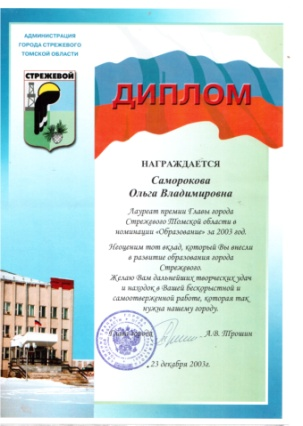 АДМИНИСТРАЦИЯ
ГОРОДА СТРЕЖЕВОГО
ТОМСКОЙ ОБЛАСТИ
СТРЕЖЕВОЙ
ДИПЛОМ
НАГРАЖДАЕТСЯ
Саморокова
Ольга Владимировна
Лауреат премии Главы города
Стрежевого Томской области в
номинации «Образование» за 2003 год.
Неоценим тот вклад, который Вы внесли
в развитие образования города
Стрежевого.
Желаю Вам дальнейших творческих удач
и находок в Вашей бескорыстной и
самоотверженной работе, которая так
нужна нашему городу.
Глава города А.В. Трошин
23 декабря 2003г.